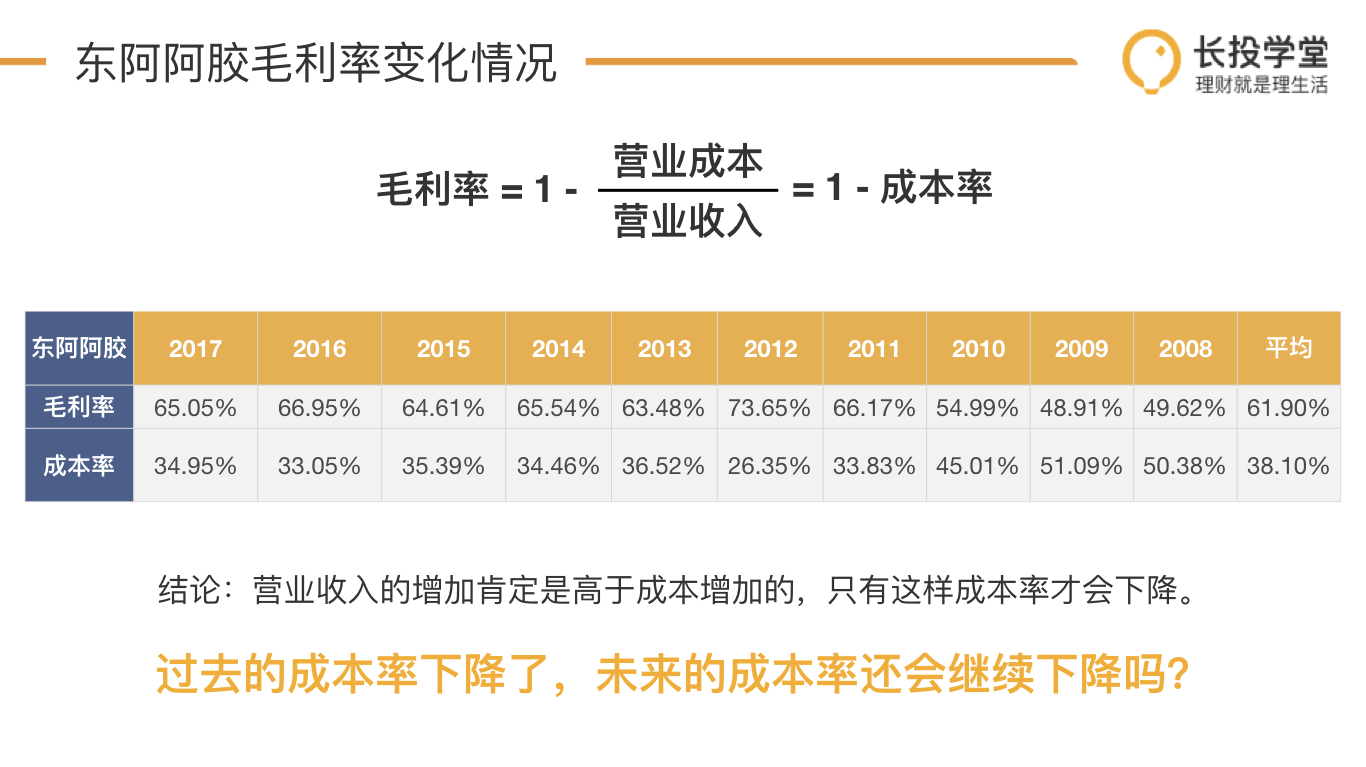 东阿阿胶毛利率变化情况
长投学堂
理财就是理生活
毛利率 = 1 - 营业成本 / 营业收入 = 1 - 成本率
东阿阿胶 2017 2016 2015 2014 2013 2012 2011 2010 2009 2008 平均
毛利率 65.05% 66.95% 64.61% 65.54% 63.48% 73.65% 66.17% 54.99% 48.91% 49.62% 61.90%
成本率 34.95% 33.05% 35.39% 34.46% 36.52% 26.35% 33.83% 45.01% 51.09% 50.38% 38.10%
结论：营业收入的增加肯定是高于成本增加的，只有这样成本率才会下降。
过去的成本率下降了，未来的成本率还会继续下降吗？